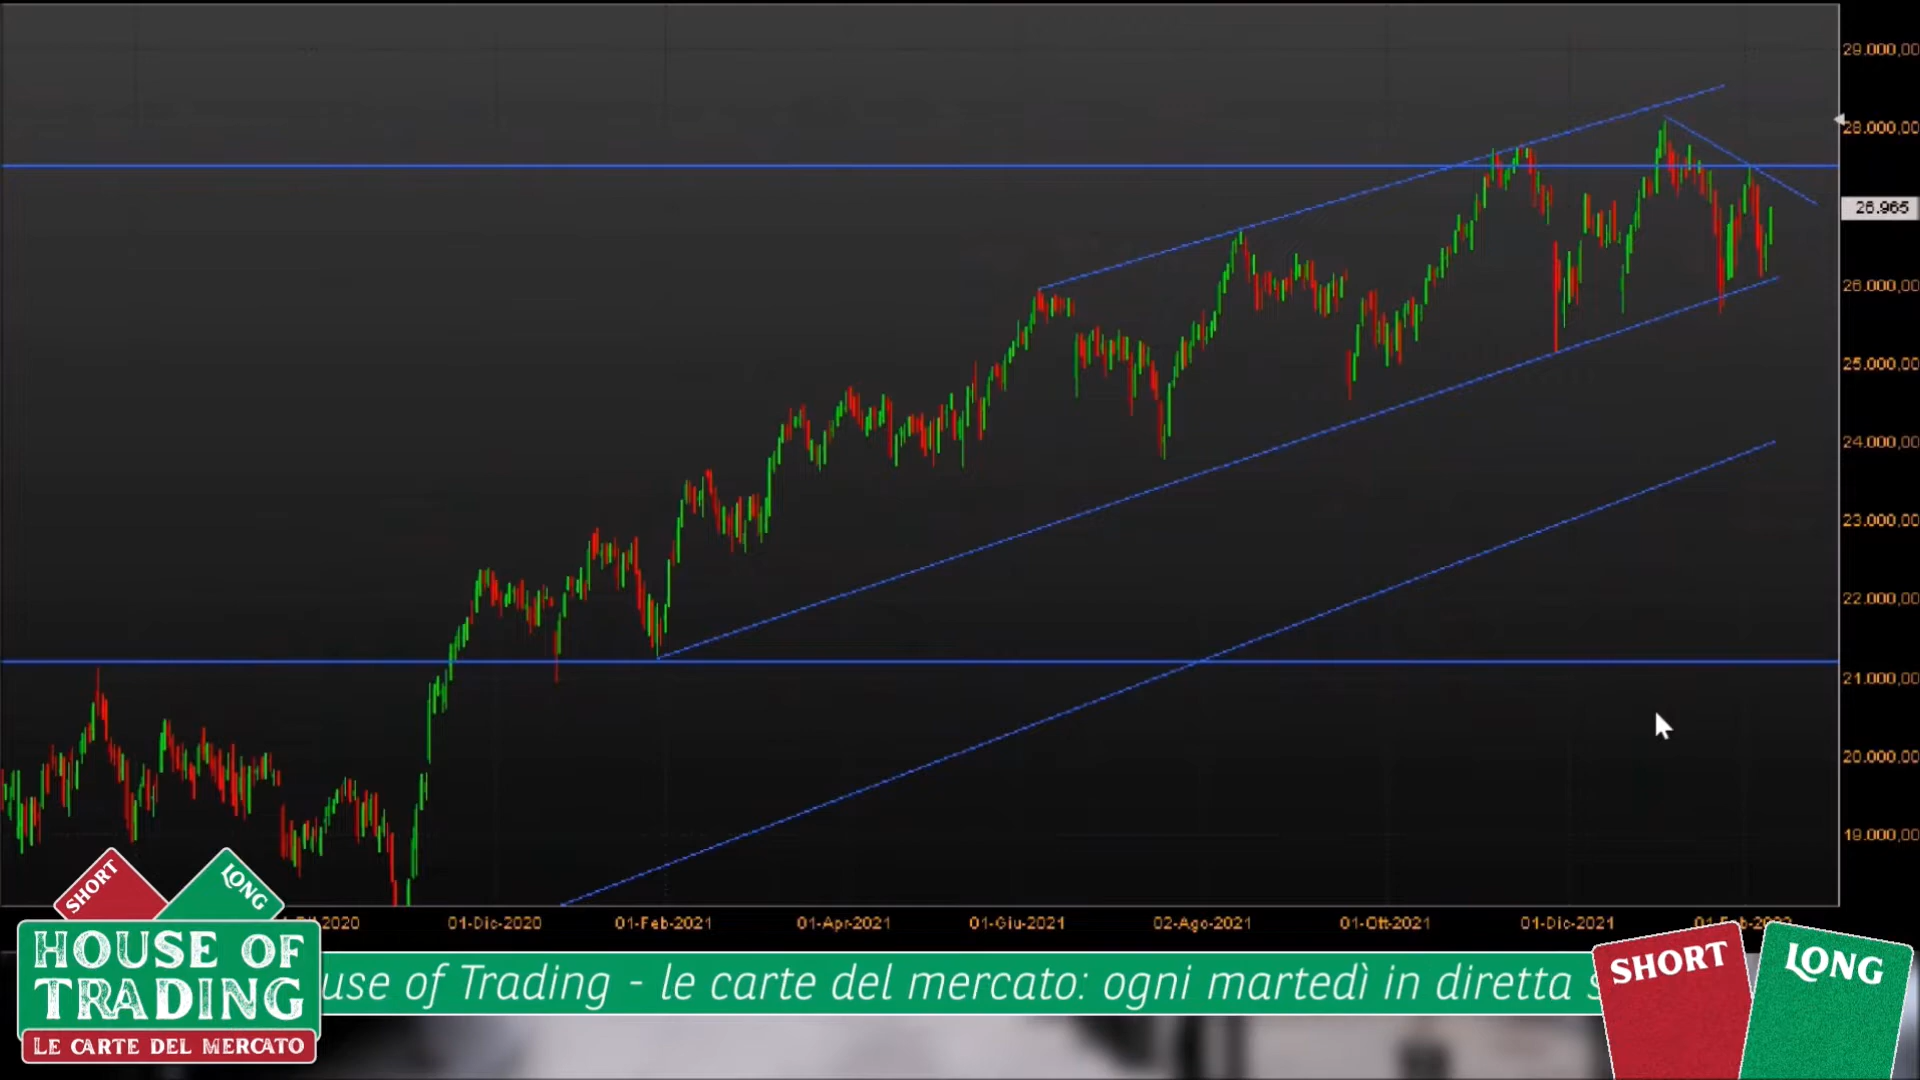 29.000,00
28.000,00
26.965
26.000,00
25.000,00
24.000,00
23.000,00
22.000,00
21.000,00
20.000,00
19.000,00
2020
01-Dic-2020
01-Feb-2021
01-Apr-2021
01-Giu-2021
02-Ago-2021
01-Ott-2021
01-Dic-2021
SHORT
LONG
HOUSE OF
TRADING
LE CARTE DEL MERCATO
use of Trading - le carte del mercato: ogni martedì in diretta s
SHORT
LONG